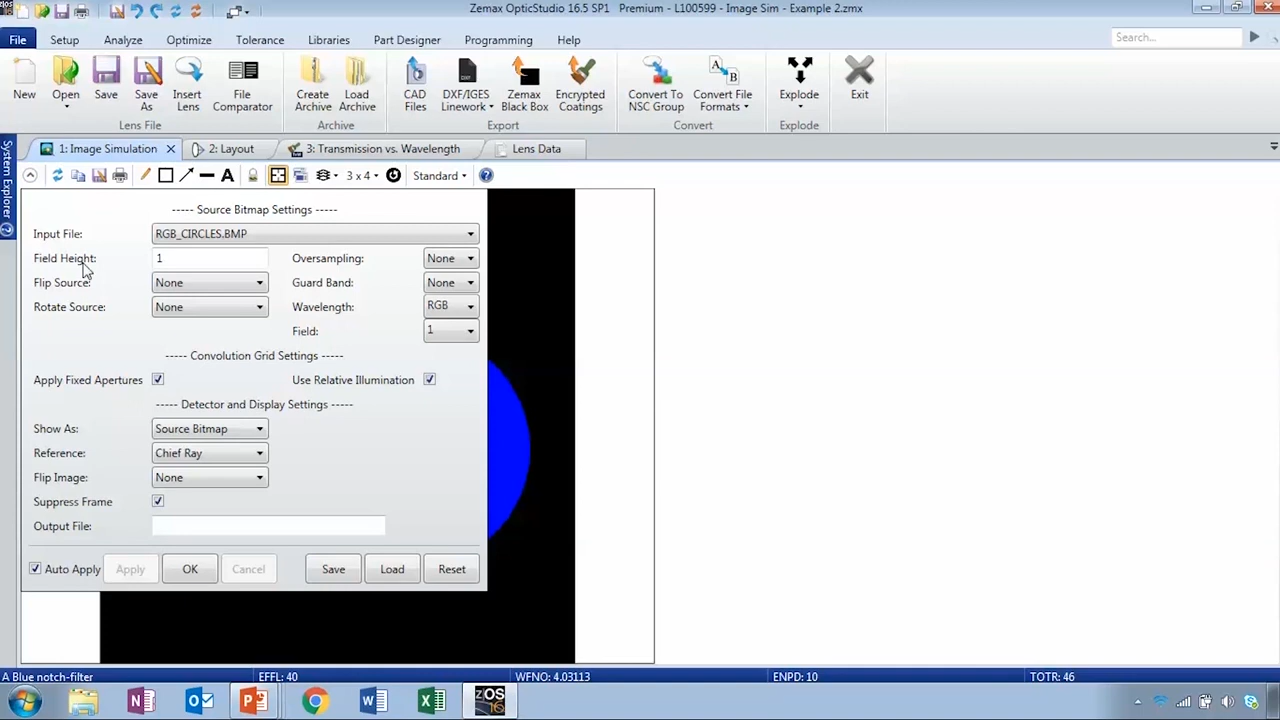 Zemax OpticStudio 16.5 SP1 Premium - L100599 - Image Sim - Example 2.zmx
File Setup Analyze Optimize Tolerance Libraries Part Designer Programming Help Search...
New Open Save Save As Insert Lens File Comparator Create Archive Load Archive CAD Files DXF/IGES Linework Zemax Black Box Encrypted Coatings Convert To NSC Group Convert File Formats Explode Exit
Lens File Archive Export Convert Explode
System Explorer
1: Image Simulation 2: Layout 3: Transmission vs. Wavelength Lens Data
3 x 4 Standard
----- Source Bitmap Settings -----
Input File: RGB_CIRCLES.BMP
Field Height: 1 Oversampling: None
Flip Source: None Guard Band: None
Rotate Source: None Wavelength: RGB
Field: 1
----- Convolution Grid Settings -----
Apply Fixed Apertures Use Relative Illumination
----- Detector and Display Settings -----
Show As: Source Bitmap
Reference: Chief Ray
Flip Image: None
Suppress Frame
Output File:
Auto Apply Apply OK Cancel Save Load Reset
A Blue notch-filter EFFL: 40 WFNO: 4.03113 ENPD: 10 TOTR: 46